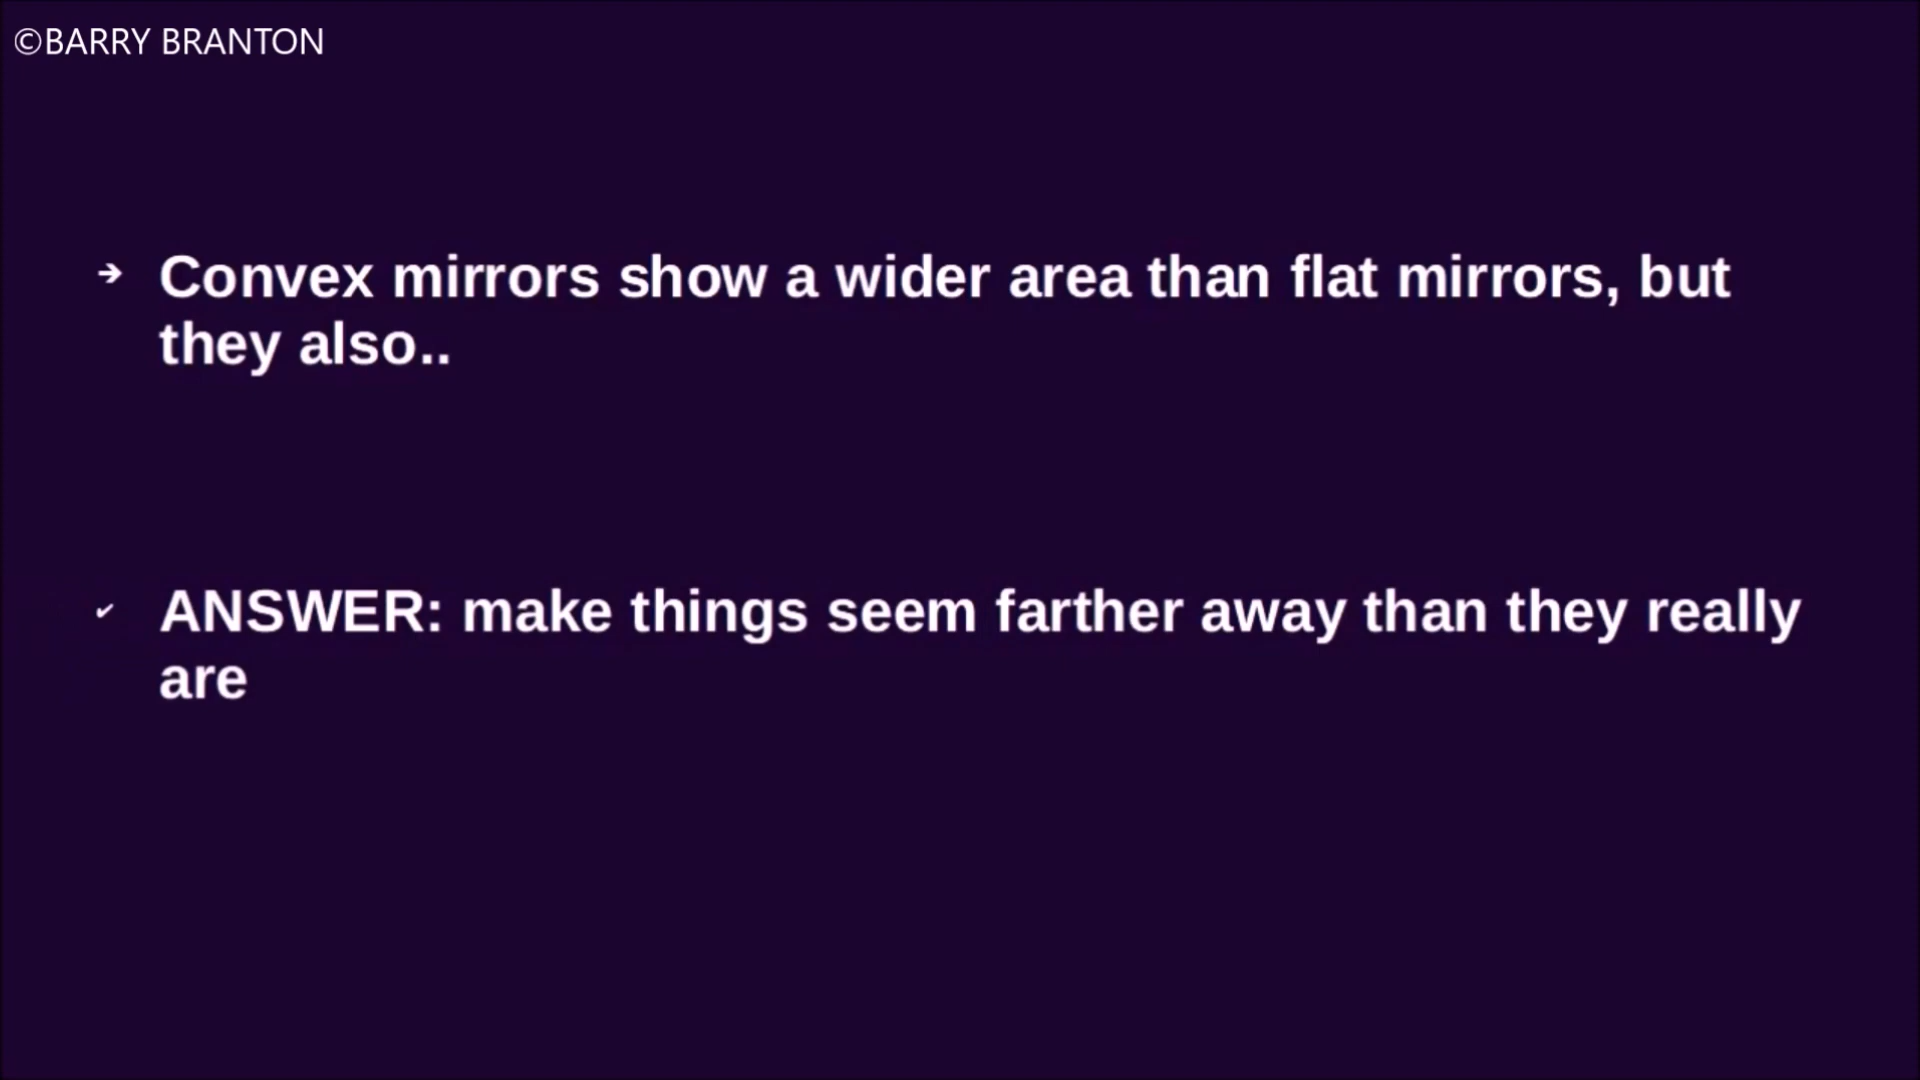 ©BARRY BRANTON
➔ Convex mirrors show a wider area than flat mirrors, but
they also..
✔ ANSWER: make things seem farther away than they really
are